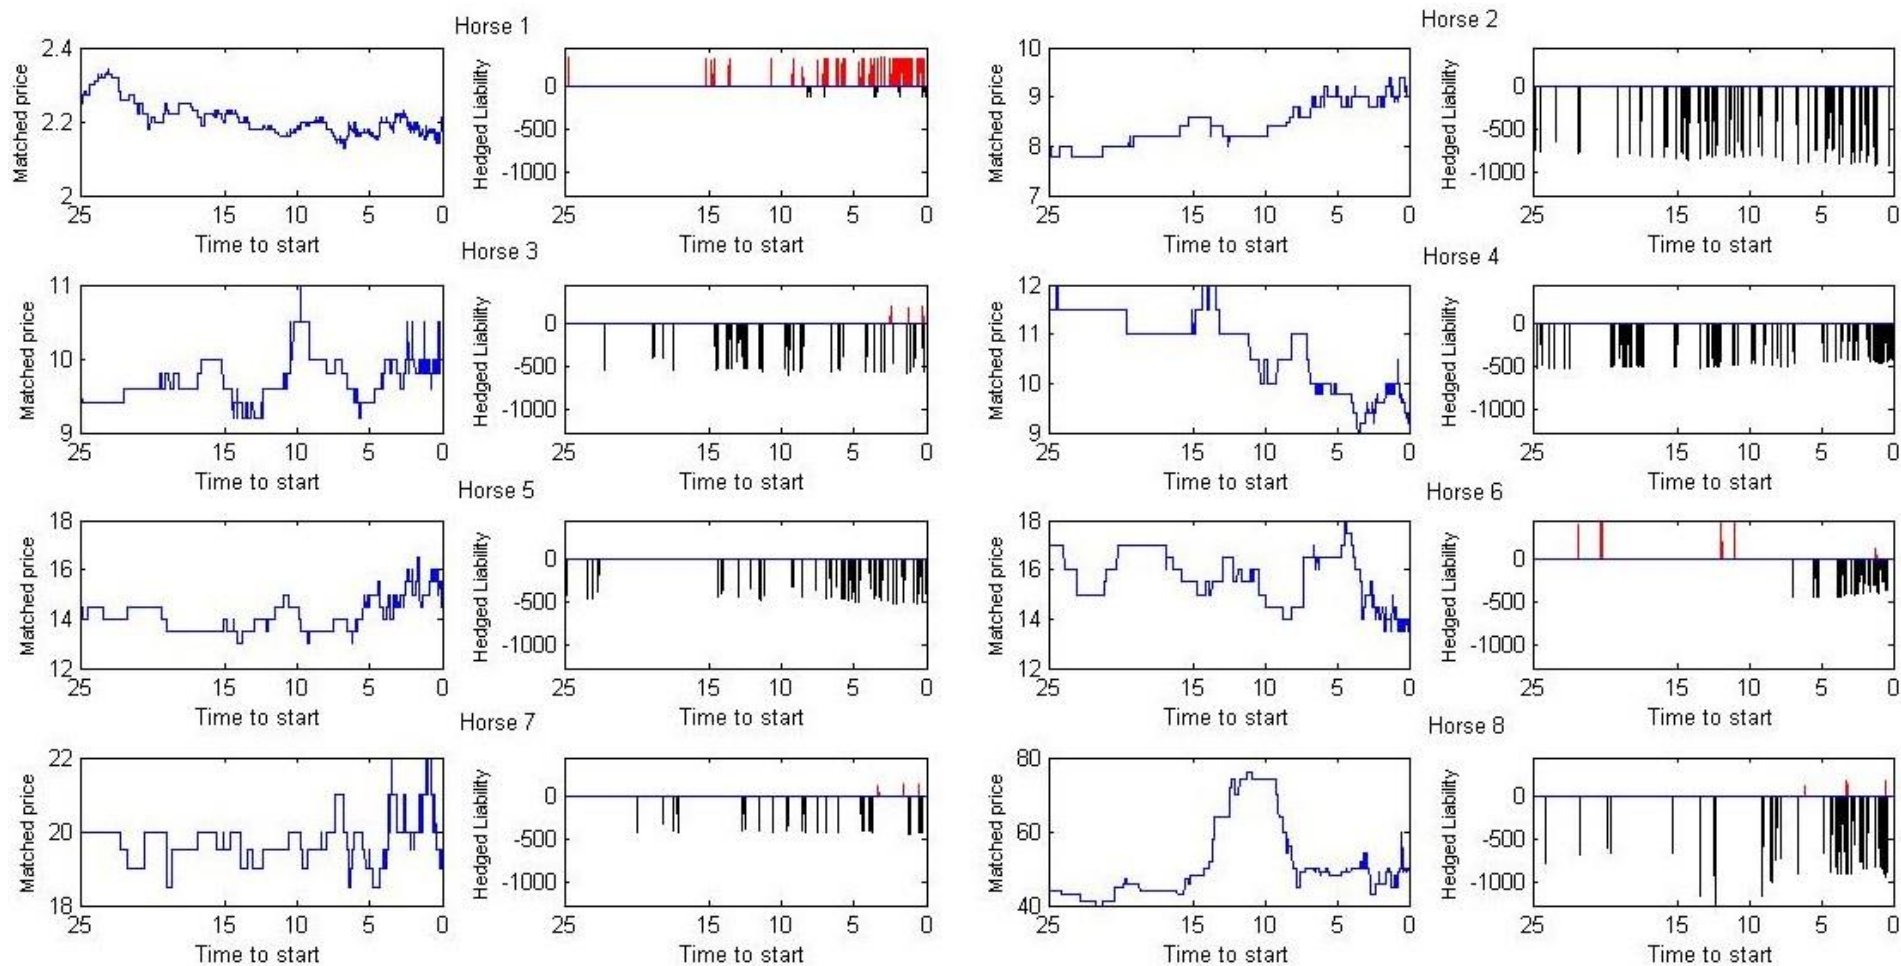 Horse 1
Matched price
2.4
2.2
2
25 15 10 5 0
Time to start
Hedged Liability
0
-500
-1000
25 15 10 5 0
Time to start
Horse 2
Matched price
10
9
8
7
25 15 10 5 0
Time to start
Hedged Liability
0
-500
-1000
25 15 10 5 0
Time to start
Horse 3
Matched price
11
10
9
25 15 10 5 0
Time to start
Hedged Liability
0
-500
-1000
25 15 10 5 0
Time to start
Horse 4
Matched price
12
11
10
9
25 15 10 5 0
Time to start
Hedged Liability
0
-500
-1000
25 15 10 5 0
Time to start
Horse 5
Matched price
18
16
14
12
25 15 10 5 0
Time to start
Hedged Liability
0
-500
-1000
25 15 10 5 0
Time to start
Horse 6
Matched price
18
16
14
12
25 15 10 5 0
Time to start
Hedged Liability
0
-500
-1000
25 15 10 5 0
Time to start
Horse 7
Matched price
22
20
18
25 15 10 5 0
Time to start
Hedged Liability
0
-500
-1000
25 15 10 5 0
Time to start
Horse 8
Matched price
80
60
40
25 15 10 5 0
Time to start
Hedged Liability
0
-500
-1000
25 15 10 5 0
Time to start